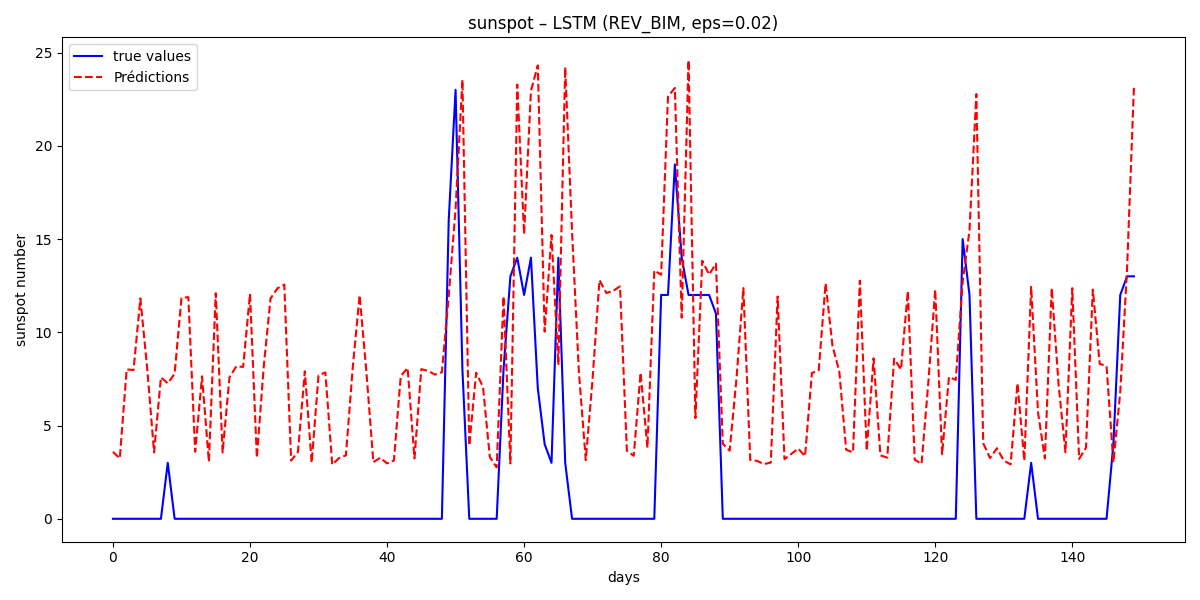 sunspot – LSTM (REV_BIM, eps=0.02)
true values
Prédictions
sunspot number
25
20
15
10
5
0
0 20 40 60 80 100 120 140
days